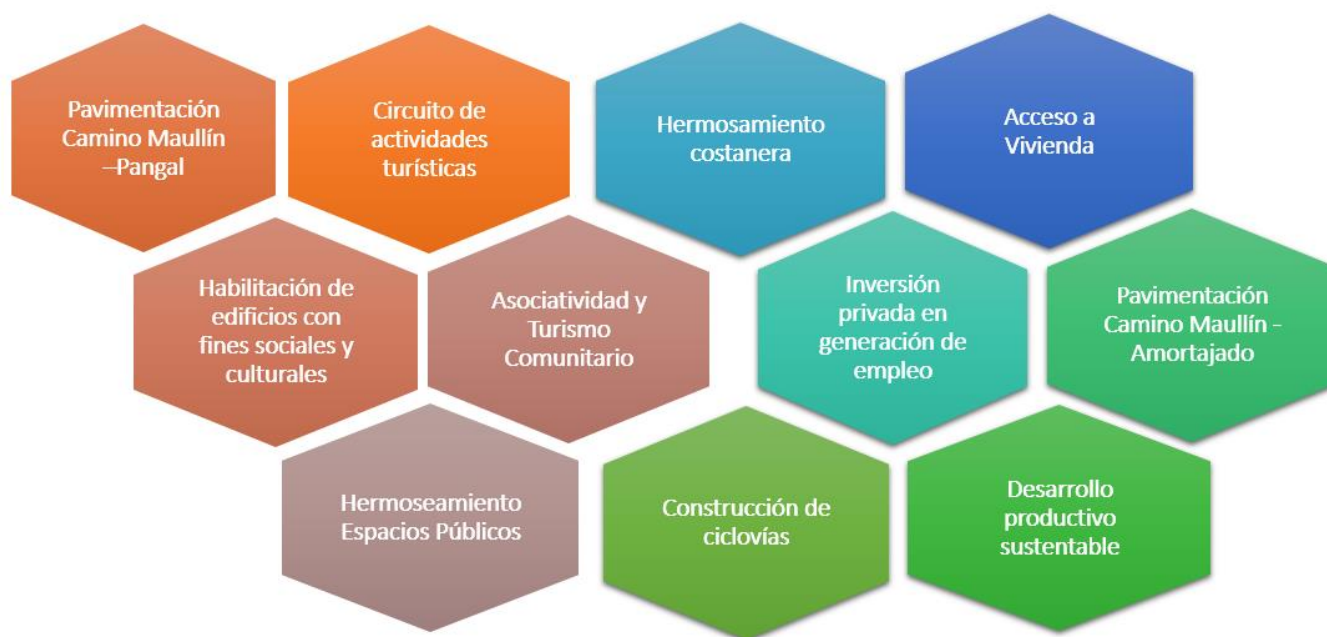 Pavimentación
Camino Maullín
–Pangal
Circuito de
actividades
turísticas
Hermosamiento
costanera
Acceso a
Vivienda
Habilitación de
edificios con
fines sociales y
culturales
Asociatividad y
Turismo
Comunitario
Inversión
privada en
generación de
empleo
Pavimentación
Camino Maullín -
Amortajado
Hermoseamiento
Espacios Públicos
Construcción de
ciclovías
Desarrollo
productivo
sustentable